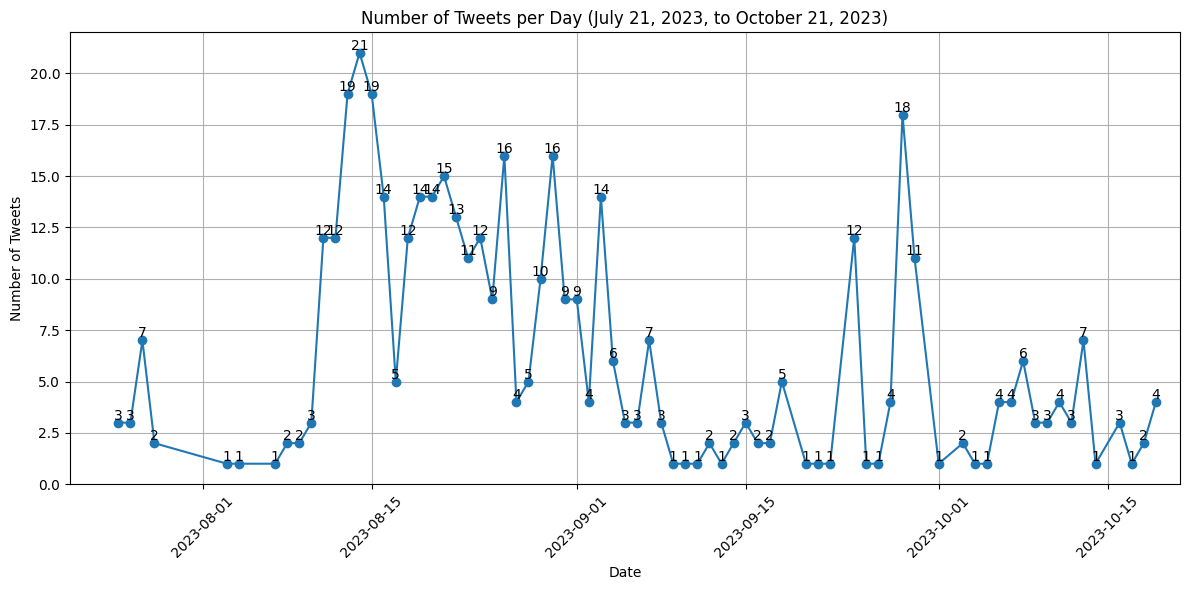 Number of Tweets per Day (July 21, 2023, to October 21, 2023)
Number of Tweets
20.0
17.5
15.0
12.5
10.0
7.5
5.0
2.5
0.0
3 3 7 2 1 1 1 2 2 3 12 12 19 21 19 14 5 12 14 14 15 13 11 12 9 16 4 5 10 16 9 9 4 14 6 3 3 7 3 1 1 1 2 1 2 3 2 2 5 1 1 1 12 1 1 4 18 11 1 2 1 1 4 4 6 3 3 4 3 7 1 3 1 2 4
2023-08-01 2023-08-15 2023-09-01 2023-09-15 2023-10-01 2023-10-15
Date